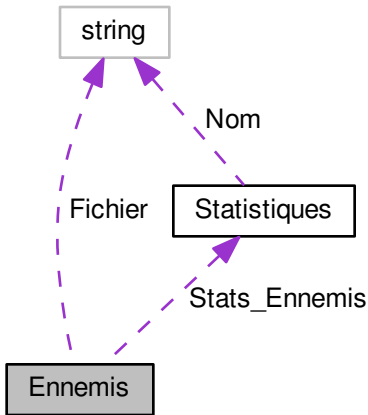 string
Nom
Fichier
Statistiques
Stats_Ennemis
Ennemis